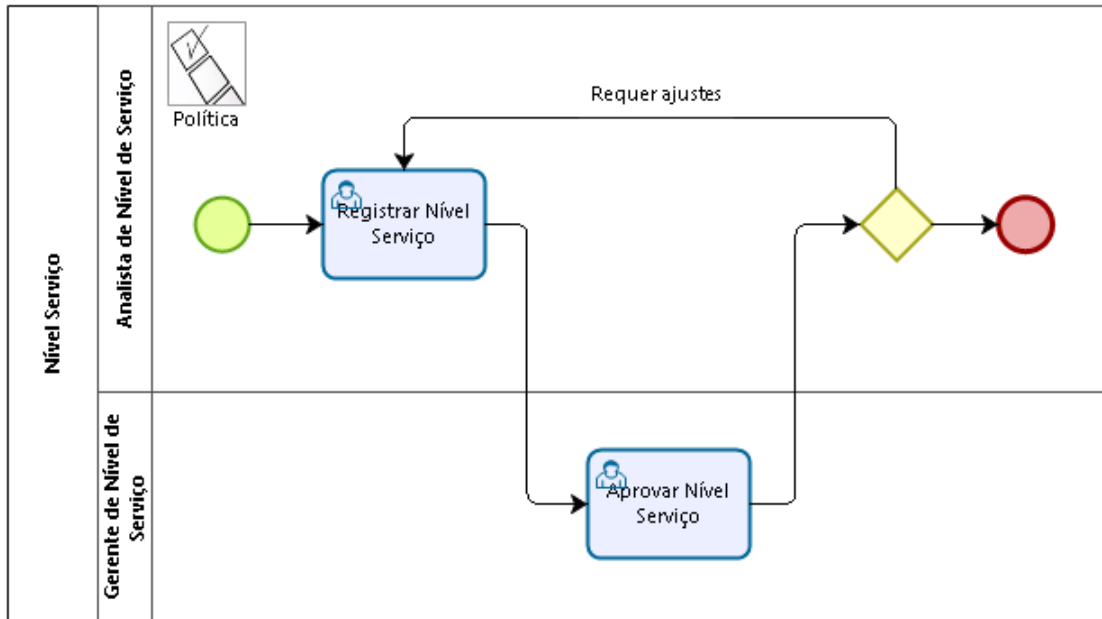 Nível Serviço
Analista de Nível de Serviço
Política
Requer ajustes
Registrar Nível
Serviço
Gerente de Nível de
Serviço
Aprovar Nível
Serviço